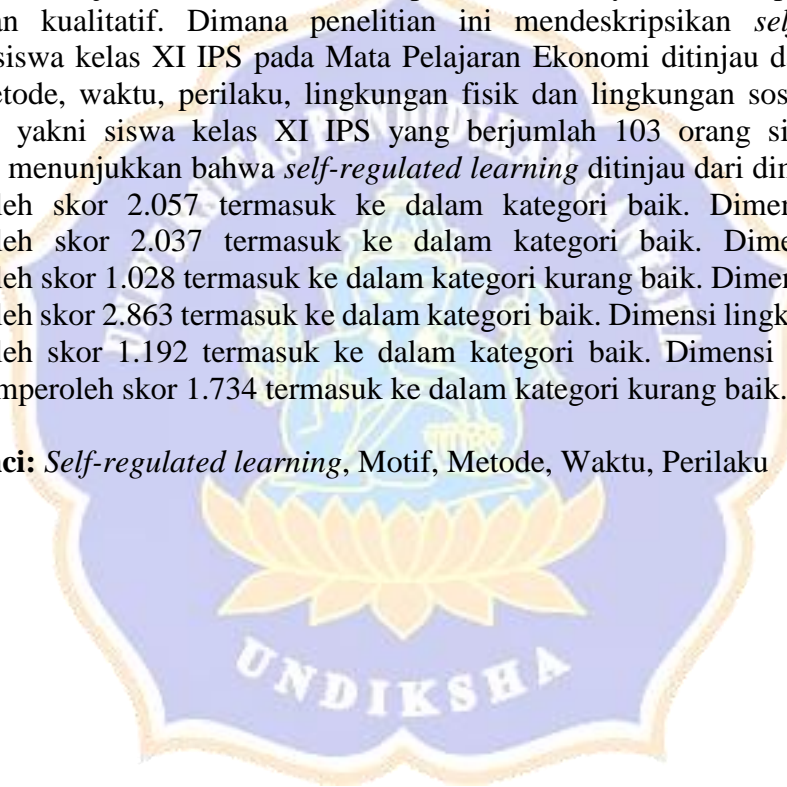 an kualitatif. Dimana penelitian ini mendeskripsikan
siswa kelas XI IPS pada Mata Pelajaran Ekonomi ditinjau
etode, waktu, perilaku, lingkungan fisik dan lingkungan sos
yakni siswa kelas XI IPS yang berjumlah 103 orang si
menunjukkan bahwa self-regulated learning ditinjau dari dim
leh skor 2.057 termasuk ke dalam kategori baik. Dimen
leh skor 2.037 termasuk ke dalam kategori baik. Dime
leh skor 1.028 termasuk ke dalam kategori kurang baik. Dimen
leh skor 2.863 termasuk ke dalam kategori baik. Dimensi lingk
leh skor 1.192 termasuk ke dalam kategori baik. Dimensi
mperoleh skor 1.734 termasuk ke dalam kategori kurang baik.
nci: Self-regulated learning, Motif, Metode, Waktu, Perilaku
UNDIKSHA